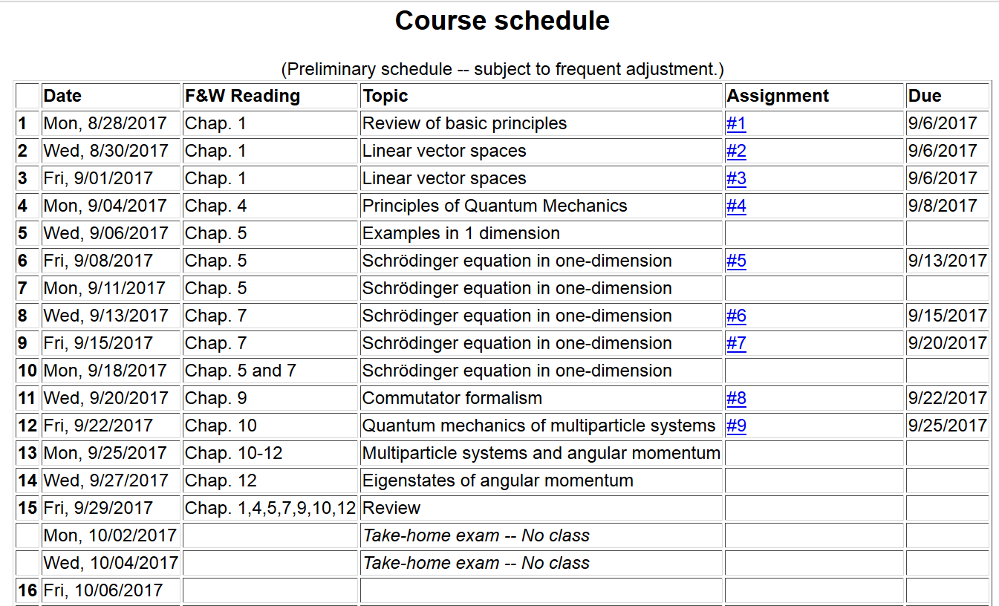 Course schedule
(Preliminary schedule -- subject to frequent adjustment.)
Date F&W Reading Topic Assignment Due
1 Mon, 8/28/2017 Chap. 1 Review of basic principles #1 9/6/2017
2 Wed, 8/30/2017 Chap. 1 Linear vector spaces #2 9/6/2017
3 Fri, 9/01/2017 Chap. 1 Linear vector spaces #3 9/6/2017
4 Mon, 9/04/2017 Chap. 4 Principles of Quantum Mechanics #4 9/8/2017
5 Wed, 9/06/2017 Chap. 5 Examples in 1 dimension
6 Fri, 9/08/2017 Chap. 5 Schrödinger equation in one-dimension #5 9/13/2017
7 Mon, 9/11/2017 Chap. 5 Schrödinger equation in one-dimension
8 Wed, 9/13/2017 Chap. 7 Schrödinger equation in one-dimension #6 9/15/2017
9 Fri, 9/15/2017 Chap. 7 Schrödinger equation in one-dimension #7 9/20/2017
10 Mon, 9/18/2017 Chap. 5 and 7 Schrödinger equation in one-dimension
11 Wed, 9/20/2017 Chap. 9 Commutator formalism #8 9/22/2017
12 Fri, 9/22/2017 Chap. 10 Quantum mechanics of multiparticle systems #9 9/25/2017
13 Mon, 9/25/2017 Chap. 10-12 Multiparticle systems and angular momentum
14 Wed, 9/27/2017 Chap. 12 Eigenstates of angular momentum
15 Fri, 9/29/2017 Chap. 1,4,5,7,9,10,12 Review
Mon, 10/02/2017 Take-home exam -- No class
Wed, 10/04/2017 Take-home exam -- No class
16 Fri, 10/06/2017